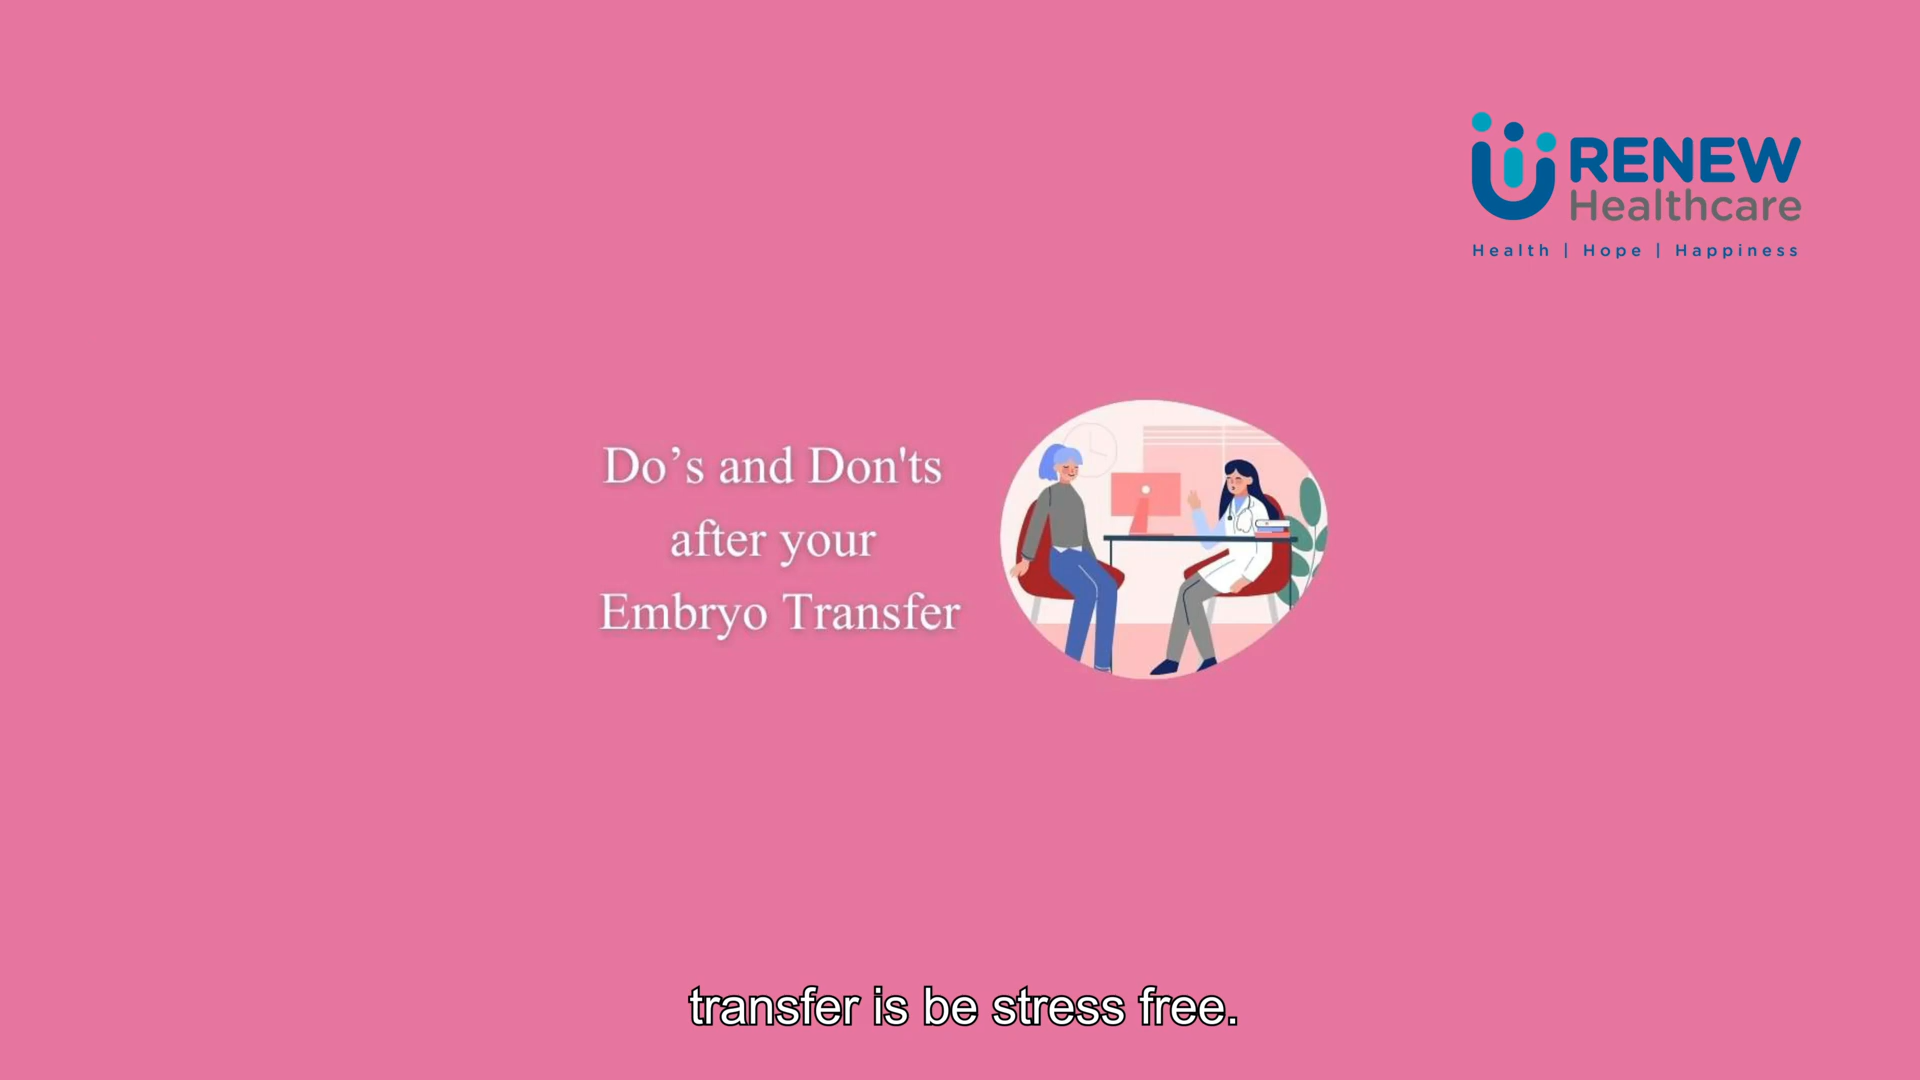 RENEW
Healthcare
Health | Hope | Happiness
Do’s and Don'ts
after your
Embryo Transfer
transfer is be stress free.